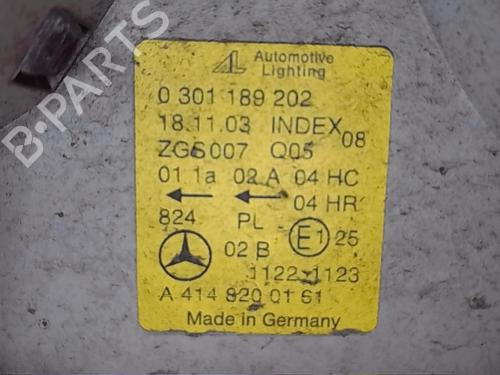 B-PARTS
AL Automotive
Lighting
0 301 189 202
18.11.03 INDEX 08
ZGS007 Q05
01 1a 02 A 04 HC
04 HR
824 PL
02 B E1 25
1122-1123
A 414 820 01 61
Made in Germany